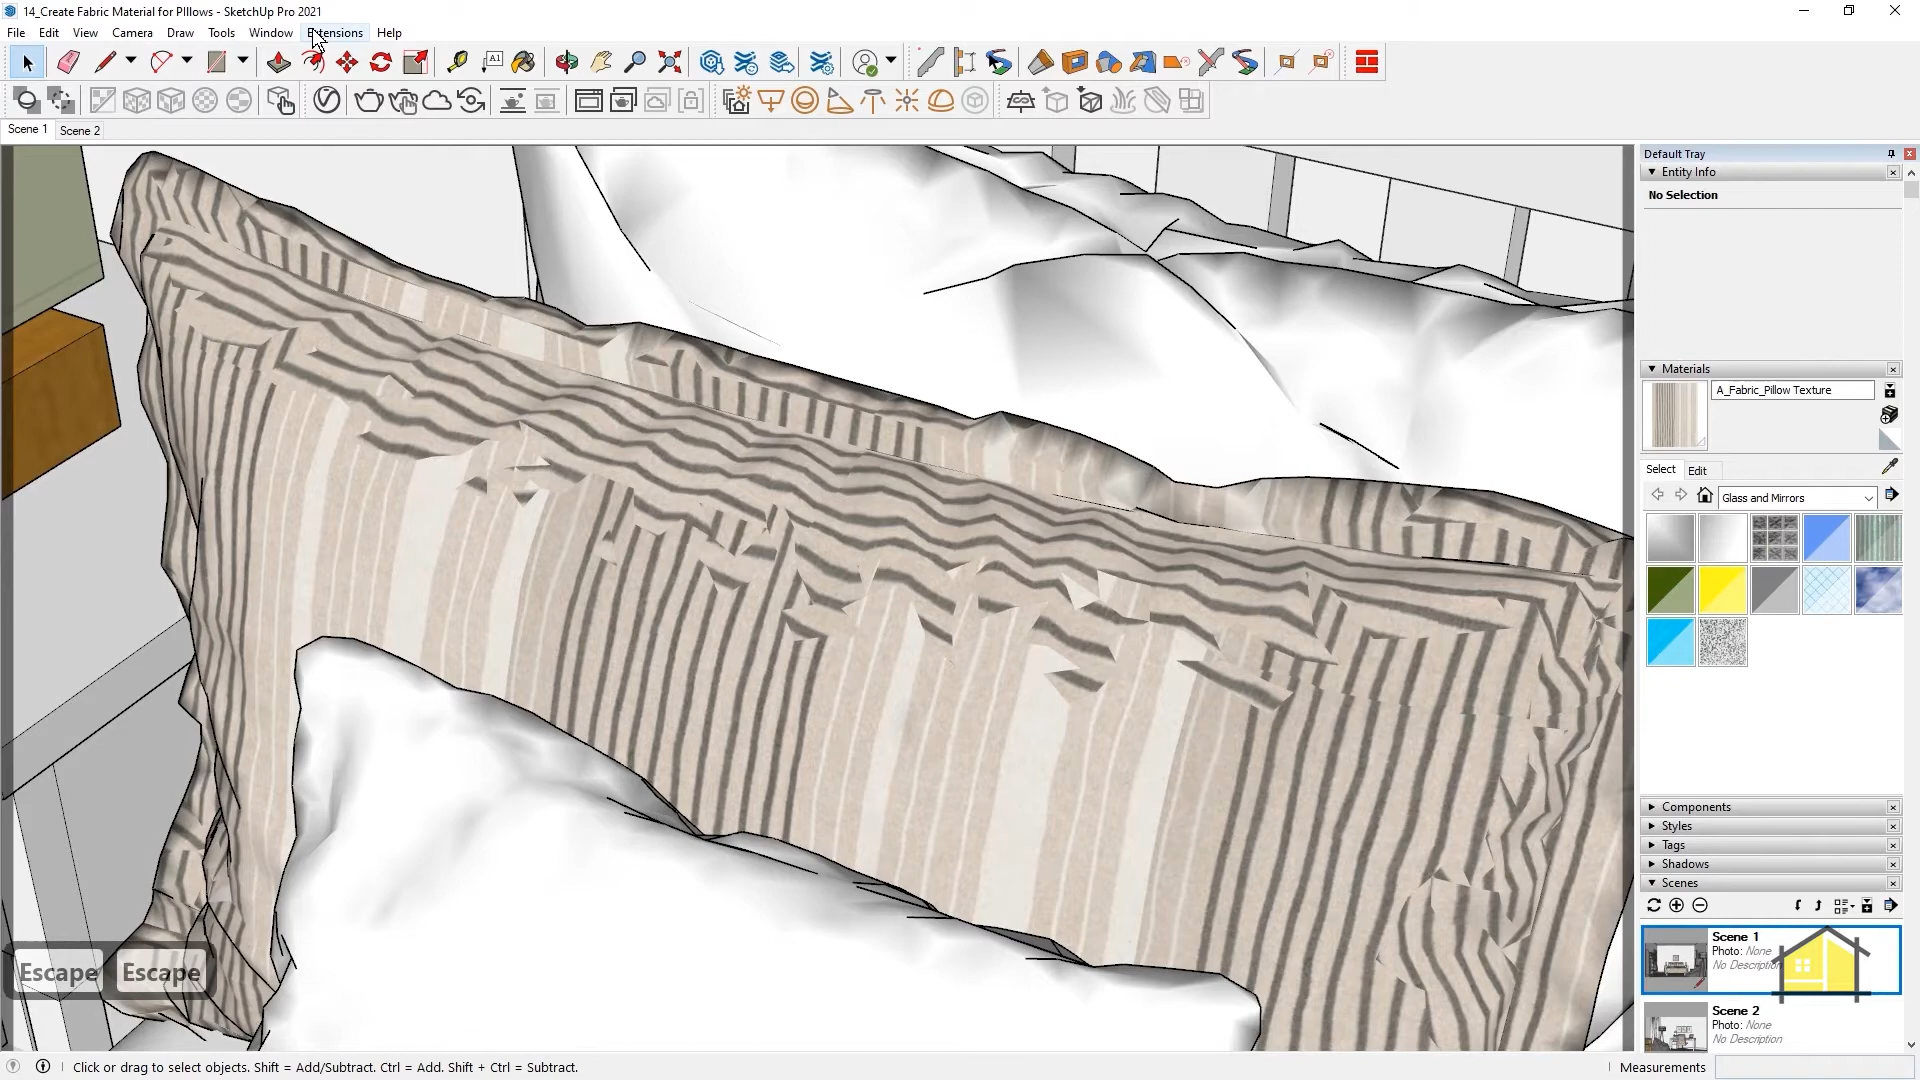 14_Create Fabric Material for PIllows - SketchUp Pro 2021
File Edit View Camera Draw Tools Window Extensions Help
A1
Scene 1 Scene 2
Default Tray
Entity Info
No Selection
Materials
A_Fabric_Pillow Texture
Select Edit
Glass and Mirrors
Components
Styles
Tags
Shadows
Scenes
Scene 1
Photo: None
No Description
Scene 2
Photo: None
No Description
Escape Escape
Click or drag to select objects. Shift = Add/Subtract. Ctrl = Add. Shift + Ctrl = Subtract.
Measurements